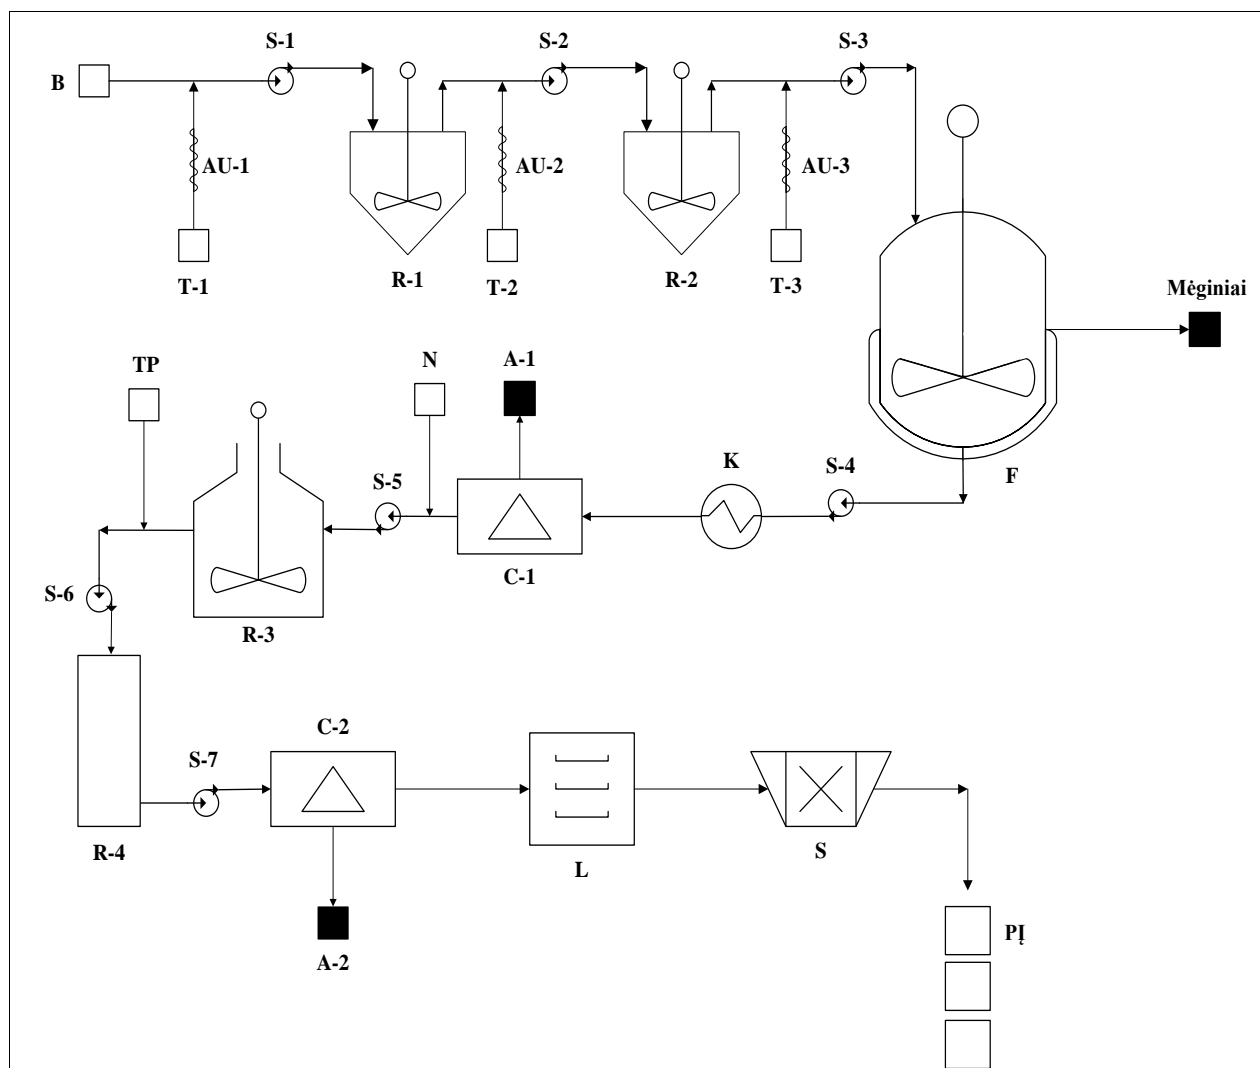 S-1
S-2
S-3
B
AU-1
AU-2
AU-3
T-1
R-1
T-2
R-2
T-3
Mėginiai
TP
N
A-1
K
S-4
F
S-5
C-1
S-6
R-3
C-2
S-7
R-4
L
S
PĮ
A-2